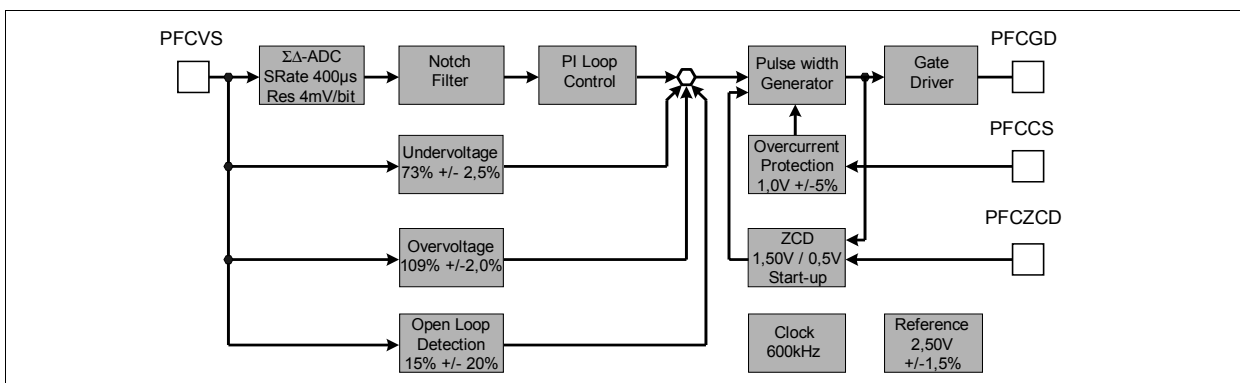 PFCVS
ΣΔ-ADC
SRate 400µs
Res 4mV/bit
Notch
Filter
PI Loop
Control
Pulse width
Generator
Gate
Driver
PFCGD
Undervoltage
73% +/- 2,5%
Overcurrent
Protection
1,0V +/-5%
PFCCS
Overvoltage
109% +/-2,0%
ZCD
1,50V / 0,5V
Start-up
PFCZCD
Open Loop
Detection
15% +/- 20%
Clock
600kHz
Reference
2,50V
+/-1,5%